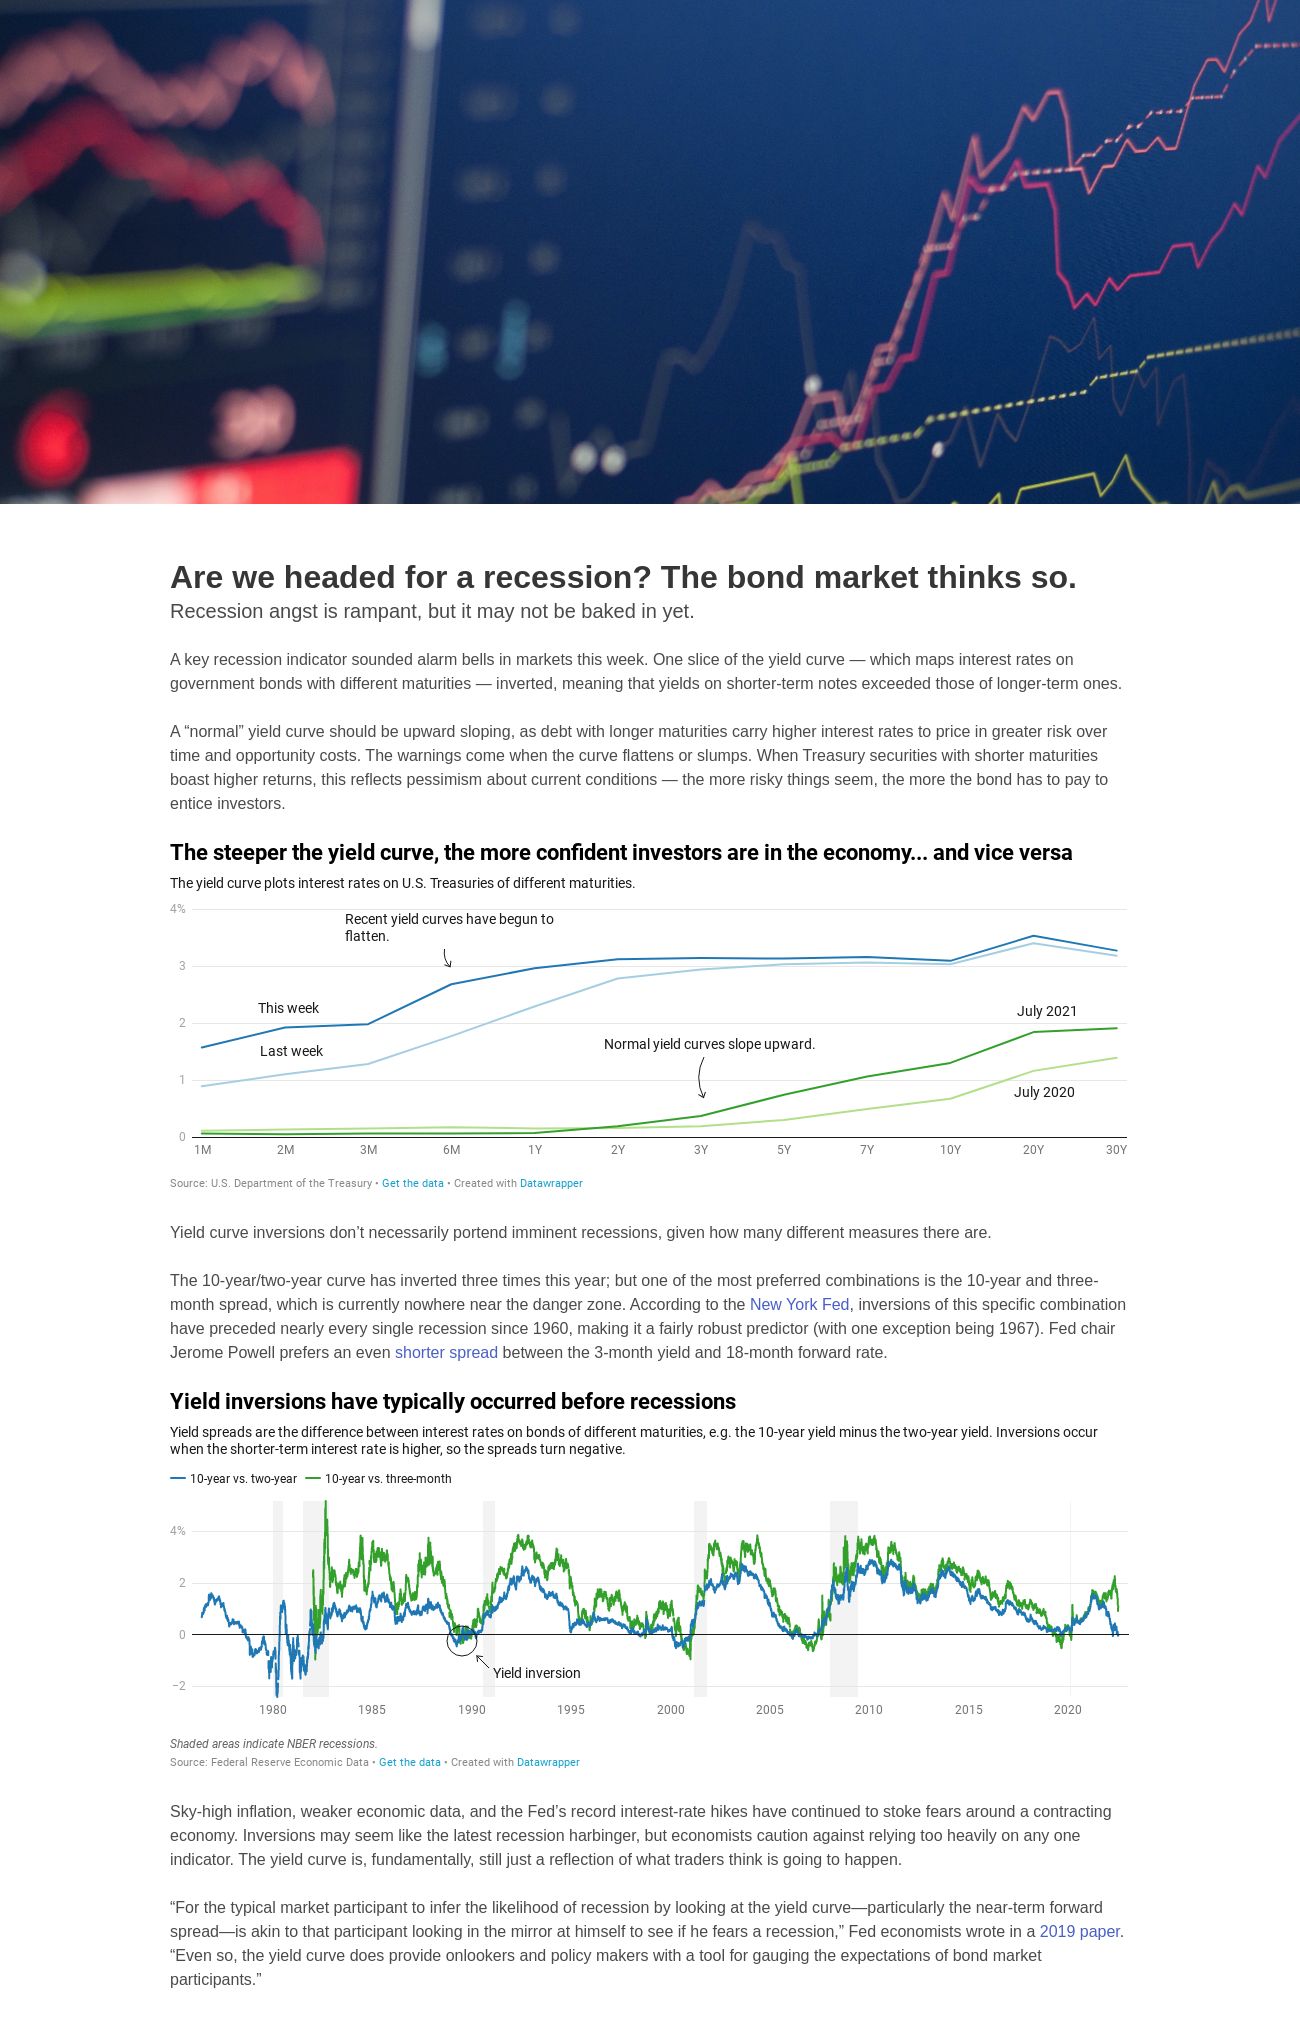 Are we headed for a recession? The bond market thinks so.
Recession angst is rampant, but it may not be baked in yet.
A key recession indicator sounded alarm bells in markets this week. One slice of the yield curve — which maps interest rates on
government bonds with different maturities — inverted, meaning that yields on shorter-term notes exceeded those of longer-term ones.
A “normal” yield curve should be upward sloping, as debt with longer maturities carry higher interest rates to price in greater risk over
time and opportunity costs. The warnings come when the curve flattens or slumps. When Treasury securities with shorter maturities
boast higher returns, this reflects pessimism about current conditions — the more risky things seem, the more the bond has to pay to
entice investors.
The steeper the yield curve, the more confident investors are in the economy... and vice versa
The yield curve plots interest rates on U.S. Treasuries of different maturities.
4%
Recent yield curves have begun to
flatten.
3
This week
July 2021
2
Last week
Normal yield curves slope upward.
1
July 2020
0
1M 2M 3M 6M 1Y 2Y 3Y 5Y 7Y 10Y 20Y 30Y
Source: U.S. Department of the Treasury • Get the data • Created with Datawrapper
Yield curve inversions don’t necessarily portend imminent recessions, given how many different measures there are.
The 10-year/two-year curve has inverted three times this year; but one of the most preferred combinations is the 10-year and three-
month spread, which is currently nowhere near the danger zone. According to the New York Fed, inversions of this specific combination
have preceded nearly every single recession since 1960, making it a fairly robust predictor (with one exception being 1967). Fed chair
Jerome Powell prefers an even shorter spread between the 3-month yield and 18-month forward rate.
Yield inversions have typically occurred before recessions
Yield spreads are the difference between interest rates on bonds of different maturities, e.g. the 10-year yield minus the two-year yield. Inversions occur
when the shorter-term interest rate is higher, so the spreads turn negative.
10-year vs. two-year 10-year vs. three-month
4%
2
0
Yield inversion
−2
1980 1985 1990 1995 2000 2005 2010 2015 2020
Shaded areas indicate NBER recessions.
Source: Federal Reserve Economic Data • Get the data • Created with Datawrapper
Sky-high inflation, weaker economic data, and the Fed’s record interest-rate hikes have continued to stoke fears around a contracting
economy. Inversions may seem like the latest recession harbinger, but economists caution against relying too heavily on any one
indicator. The yield curve is, fundamentally, still just a reflection of what traders think is going to happen.
“For the typical market participant to infer the likelihood of recession by looking at the yield curve—particularly the near-term forward
spread—is akin to that participant looking in the mirror at himself to see if he fears a recession,” Fed economists wrote in a 2019 paper.
“Even so, the yield curve does provide onlookers and policy makers with a tool for gauging the expectations of bond market
participants.”